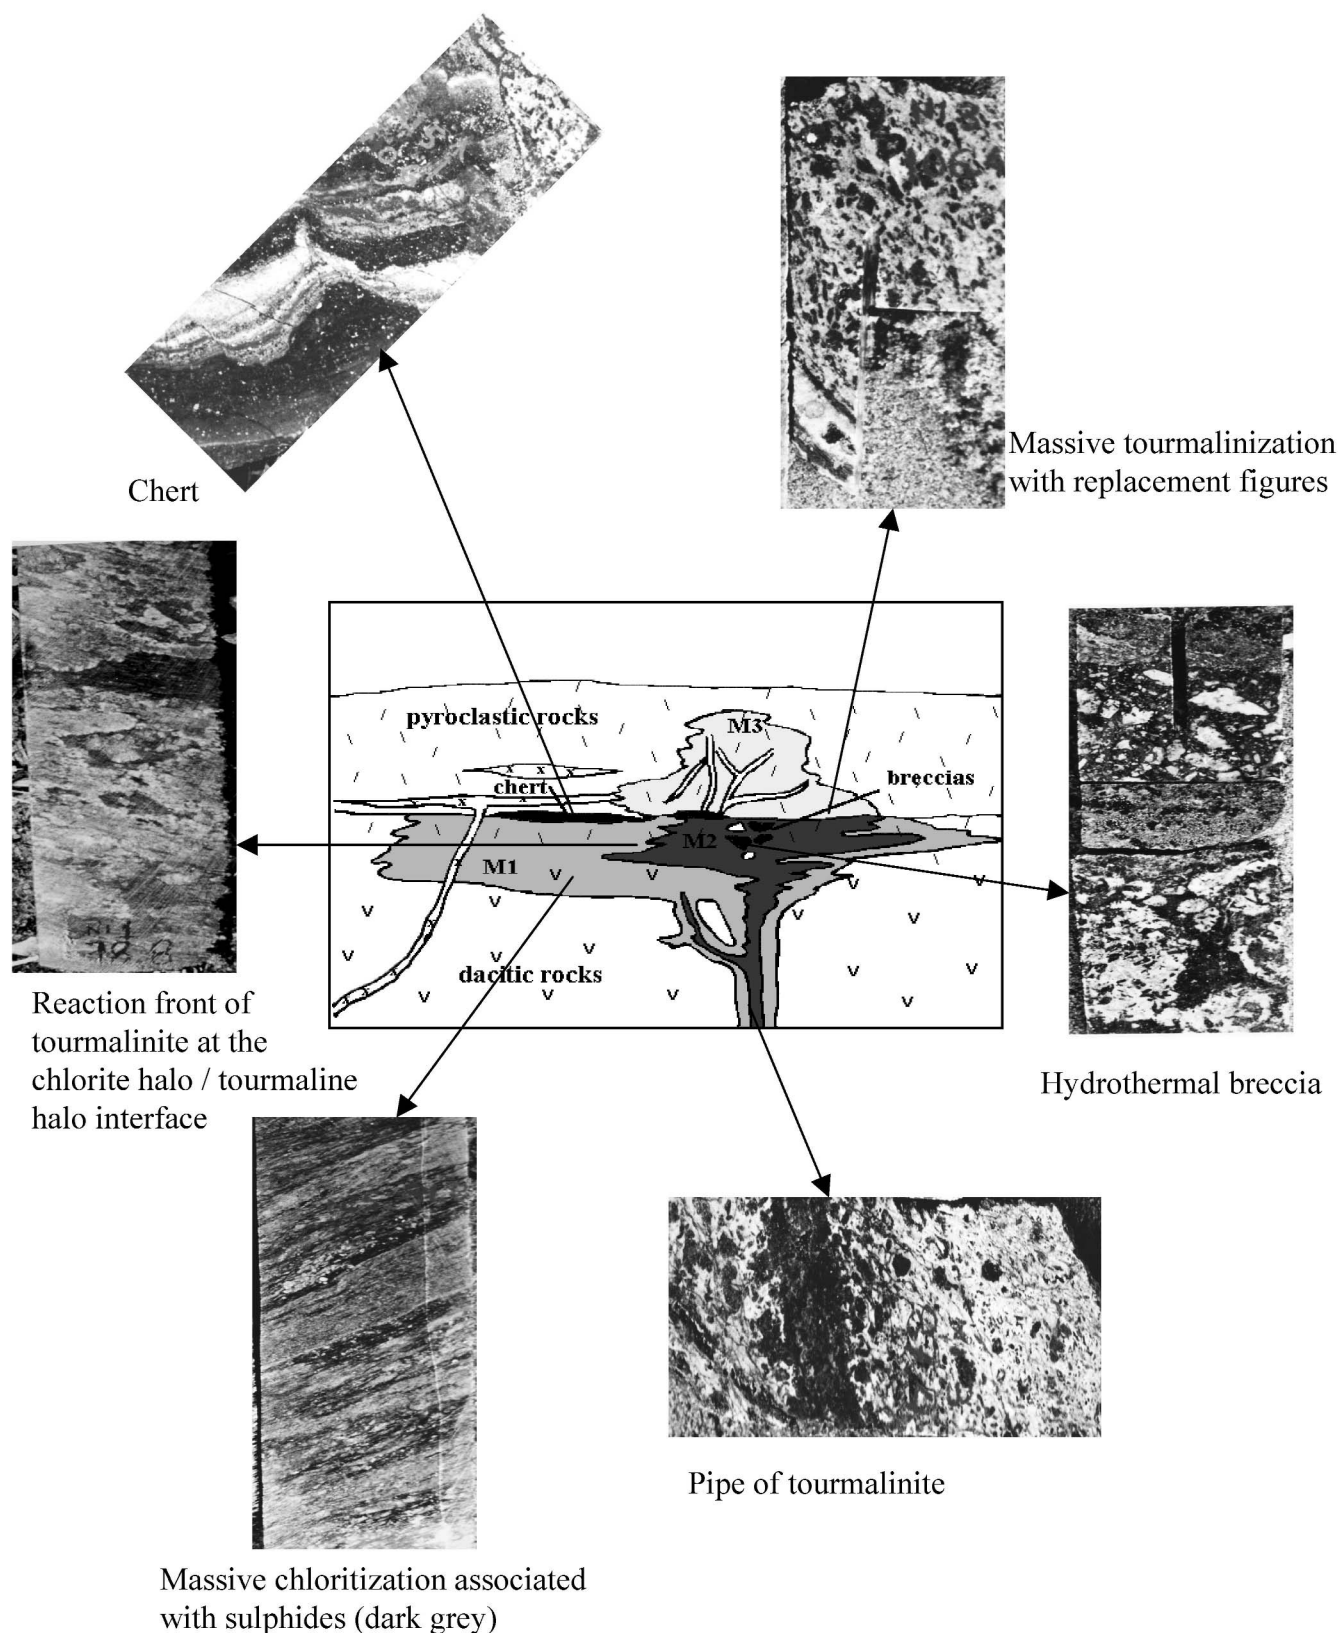 Chert
Massive tourmalinization
with replacement figures
pyroclastic rocks
M3
chert
breccias
M2
M1
dacitic rocks
Reaction front of
tourmalinite at the
chlorite halo / tourmaline
halo interface
Hydrothermal breccia
Pipe of tourmalinite
Massive chloritization associated
with sulphides (dark grey)